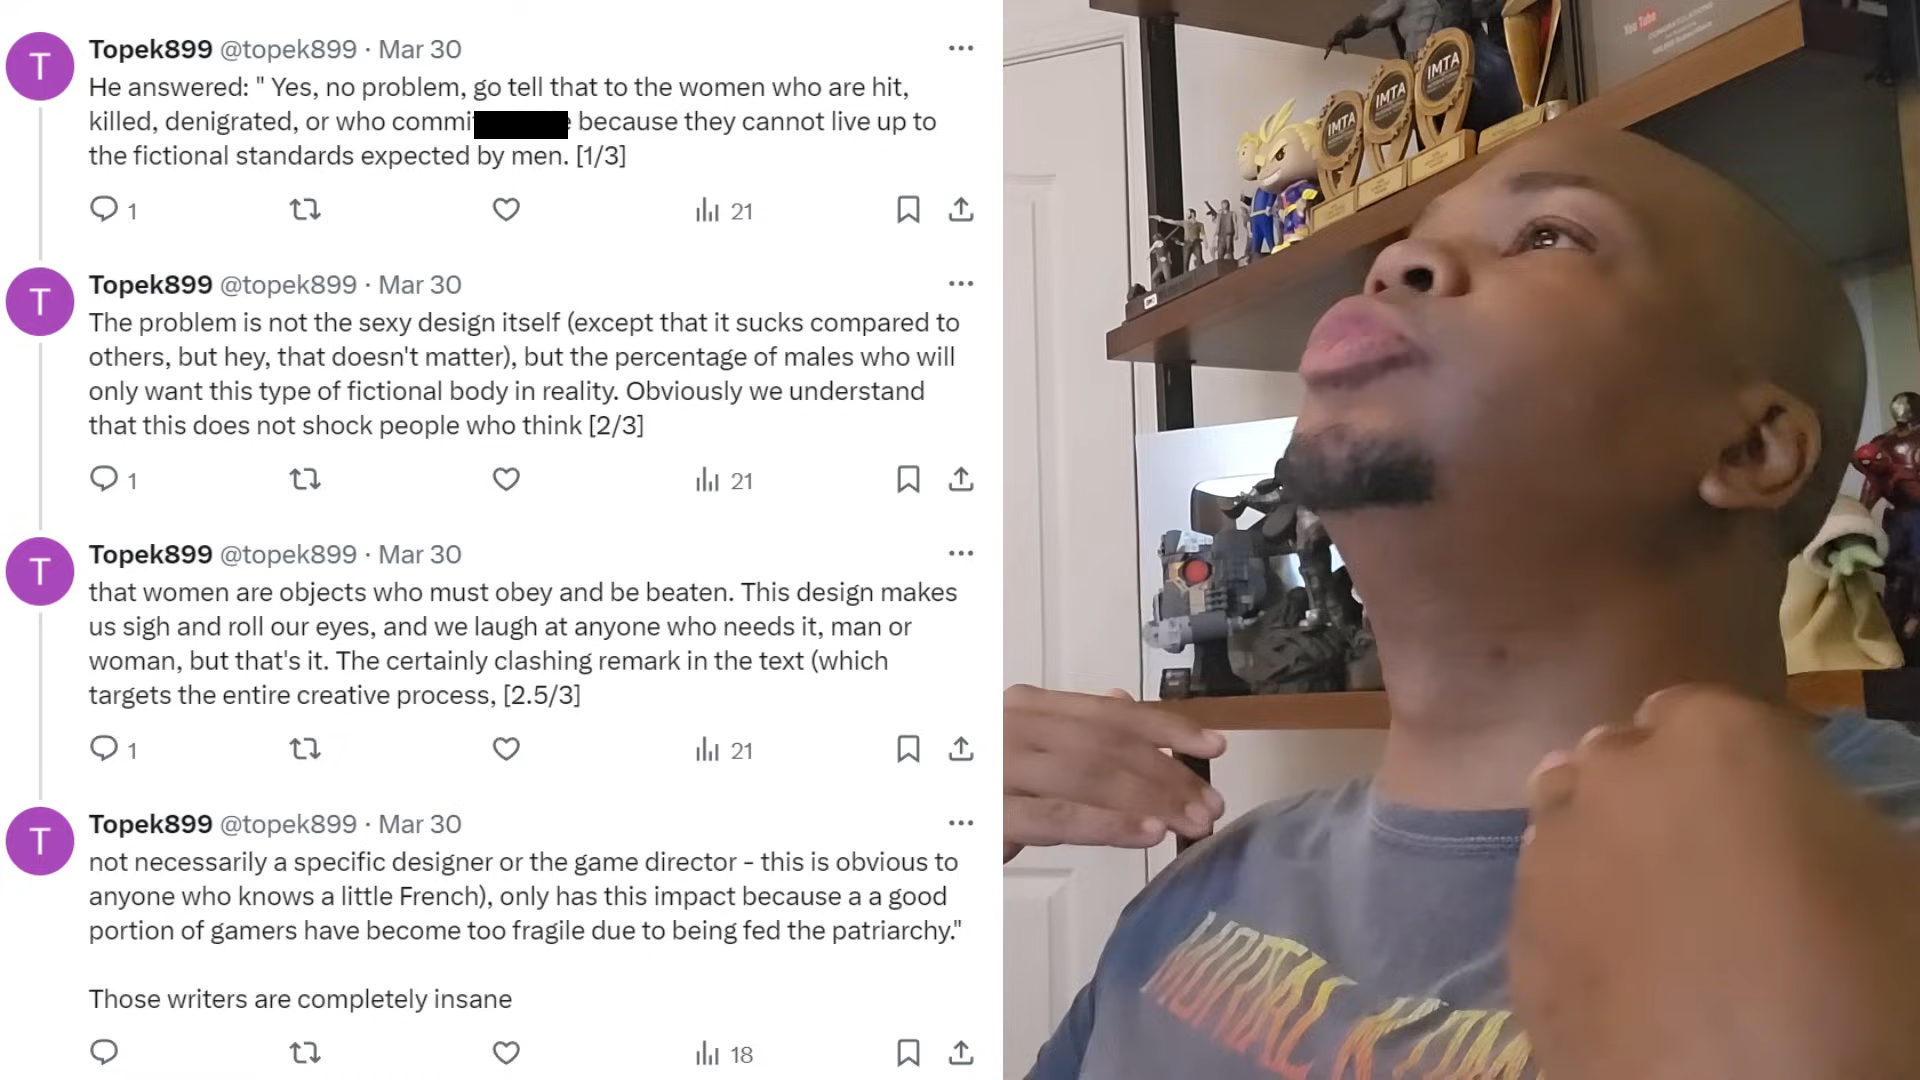 T
Topek899 @topek899 · Mar 30
He answered: " Yes, no problem, go tell that to the women who are hit,
killed, denigrated, or who commi because they cannot live up to
the fictional standards expected by men. [1/3]
1
21
T
Topek899 @topek899 · Mar 30
The problem is not the sexy design itself (except that it sucks compared to
others, but hey, that doesn't matter), but the percentage of males who will
only want this type of fictional body in reality. Obviously we understand
that this does not shock people who think [2/3]
1
21
T
Topek899 @topek899 · Mar 30
that women are objects who must obey and be beaten. This design makes
us sigh and roll our eyes, and we laugh at anyone who needs it, man or
woman, but that's it. The certainly clashing remark in the text (which
targets the entire creative process, [2.5/3]
1
21
T
Topek899 @topek899 · Mar 30
not necessarily a specific designer or the game director - this is obvious to
anyone who knows a little French), only has this impact because a a good
portion of gamers have become too fragile due to being fed the patriarchy."
Those writers are completely insane
18
YouTube
CONGRATULATIONS
IMTA
IMTA
IMTA
MORTAL KOM